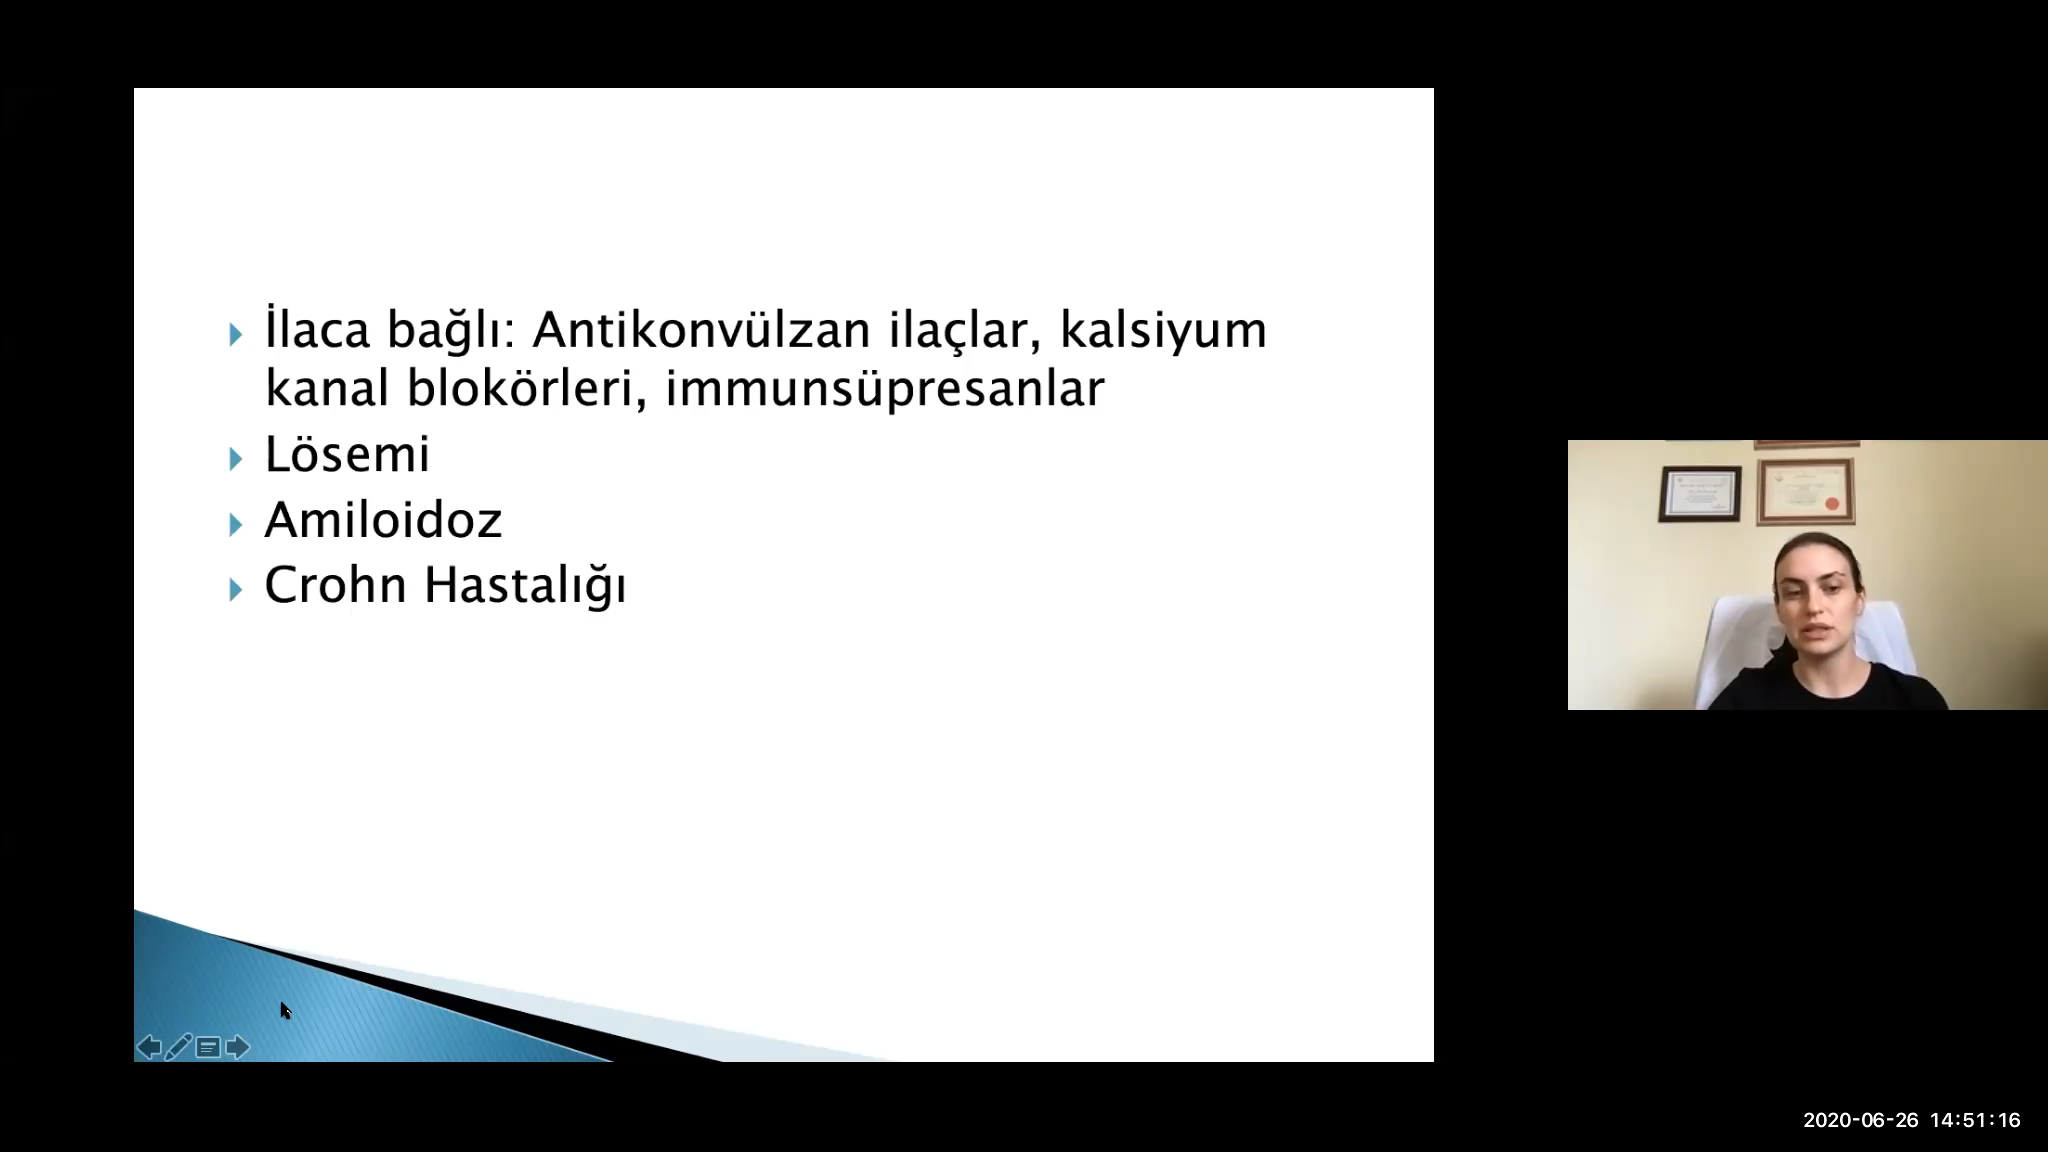 İlaca bağlı: Antikonvülzan ilaçlar, kalsiyum
kanal blokörleri, immunsüpresanlar
Lösemi
Amiloidoz
Crohn Hastalığı
2020-06-26 14:51:16